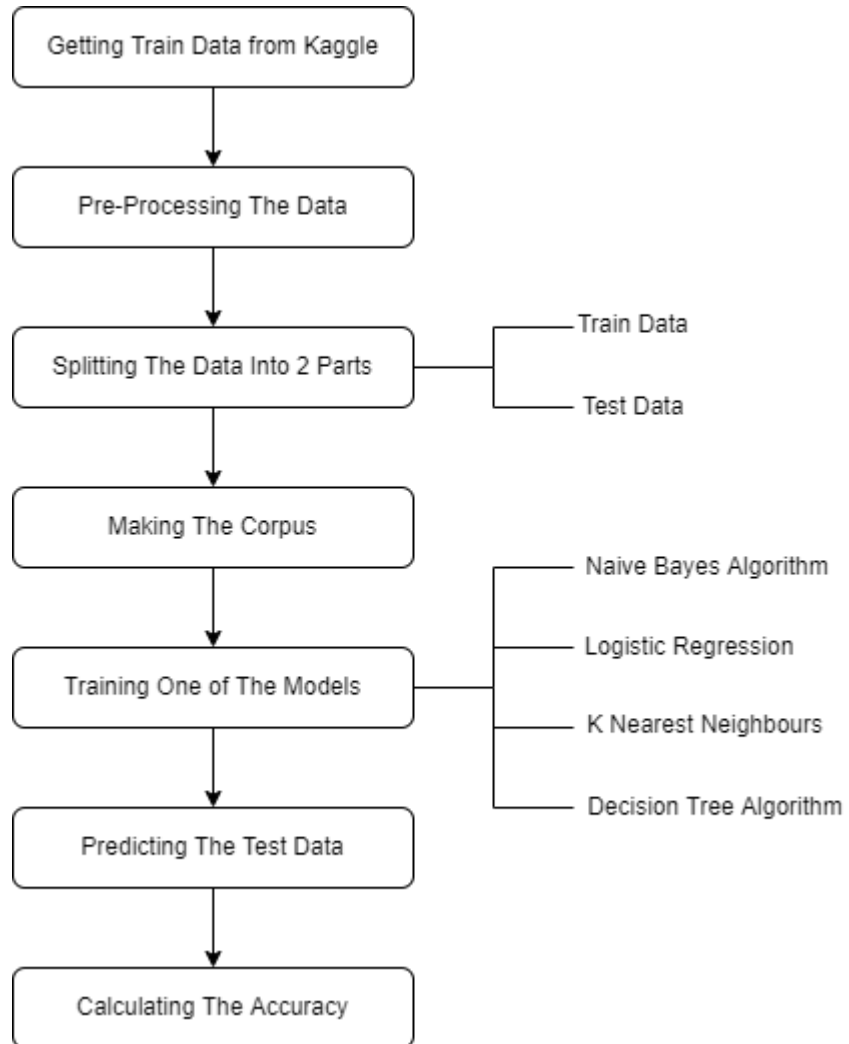 Getting Train Data from Kaggle
Pre-Processing The Data
Splitting The Data Into 2 Parts
Train Data
Test Data
Making The Corpus
Training One of The Models
Naive Bayes Algorithm
Logistic Regression
K Nearest Neighbours
Decision Tree Algorithm
Predicting The Test Data
Calculating The Accuracy